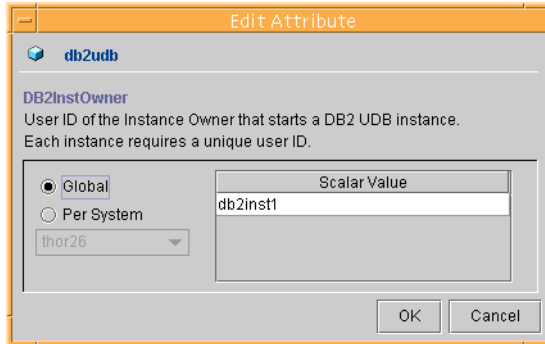 Edit Attribute
db2udb
DB2InstOwner
User ID of the Instance Owner that starts a DB2 UDB instance.
Each instance requires a unique user ID.
Global
Per System
thor26
Scalar Value
db2inst1
OK
Cancel